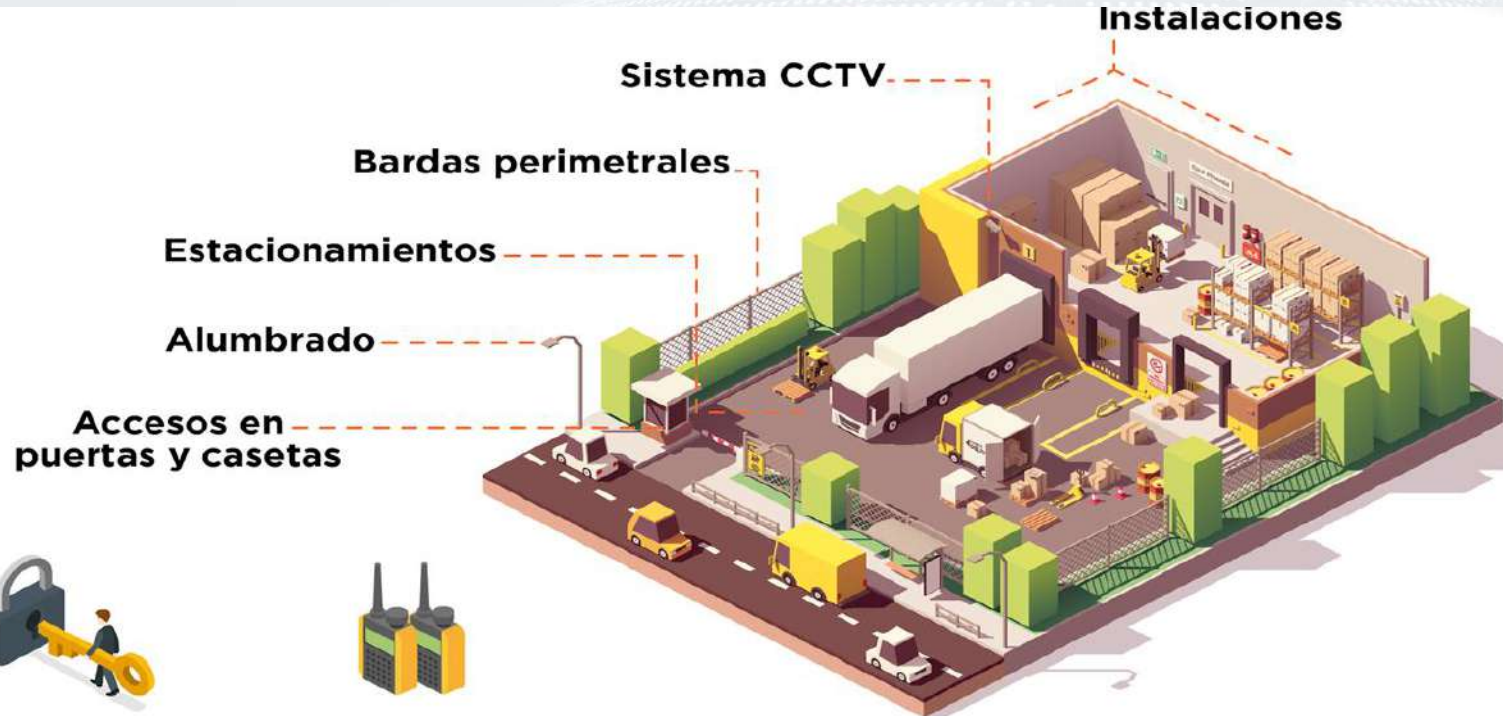 Instalaciones
Sistema CCTV
Bardas perimetrales
Estacionamientos
Alumbrado
Accesos en
puertas y casetas